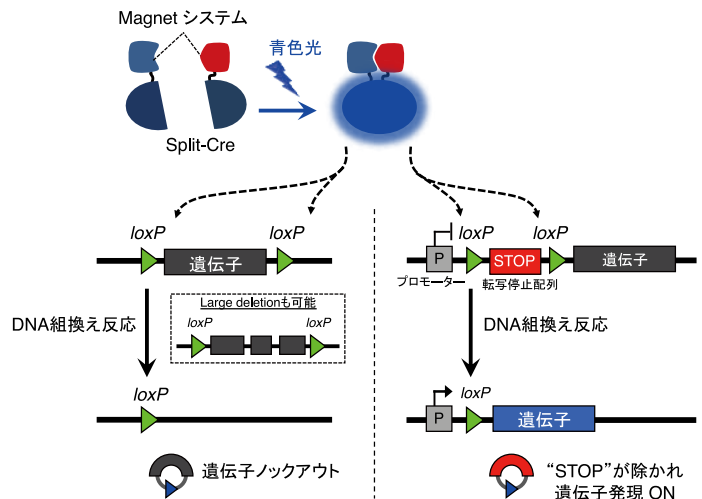 Magnet システム
青色光
Split-Cre
loxP
loxP
遺伝子
Large deletionも可能
loxP
loxP
DNA組換え反応
loxP
遺伝子ノックアウト
loxP
loxP
P
STOP
遺伝子
プロモーター
転写停止配列
DNA組換え反応
loxP
P
遺伝子
“STOP”が除かれ
遺伝子発現 ON